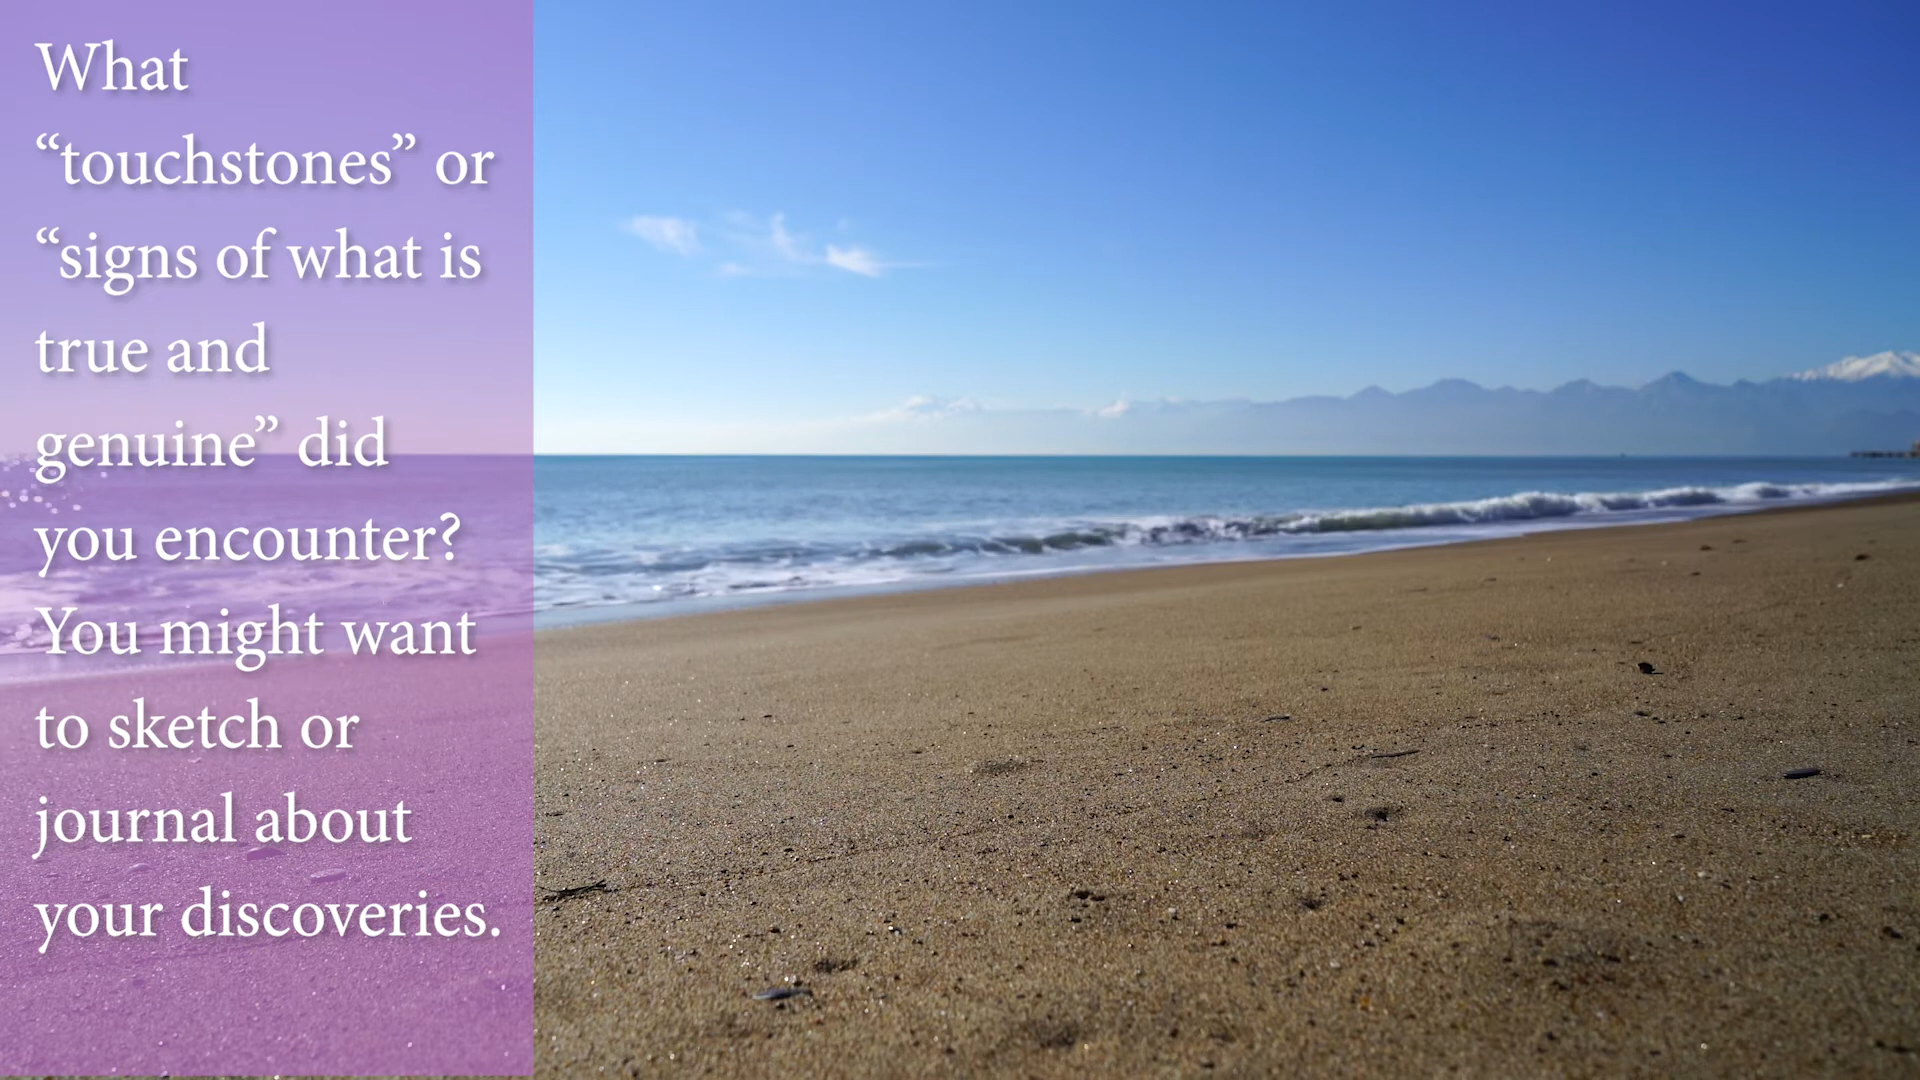 What
“touchstones” or
“signs of what is
true and
genuine” did
you encounter?
You might want
to sketch or
journal about
your discoveries.